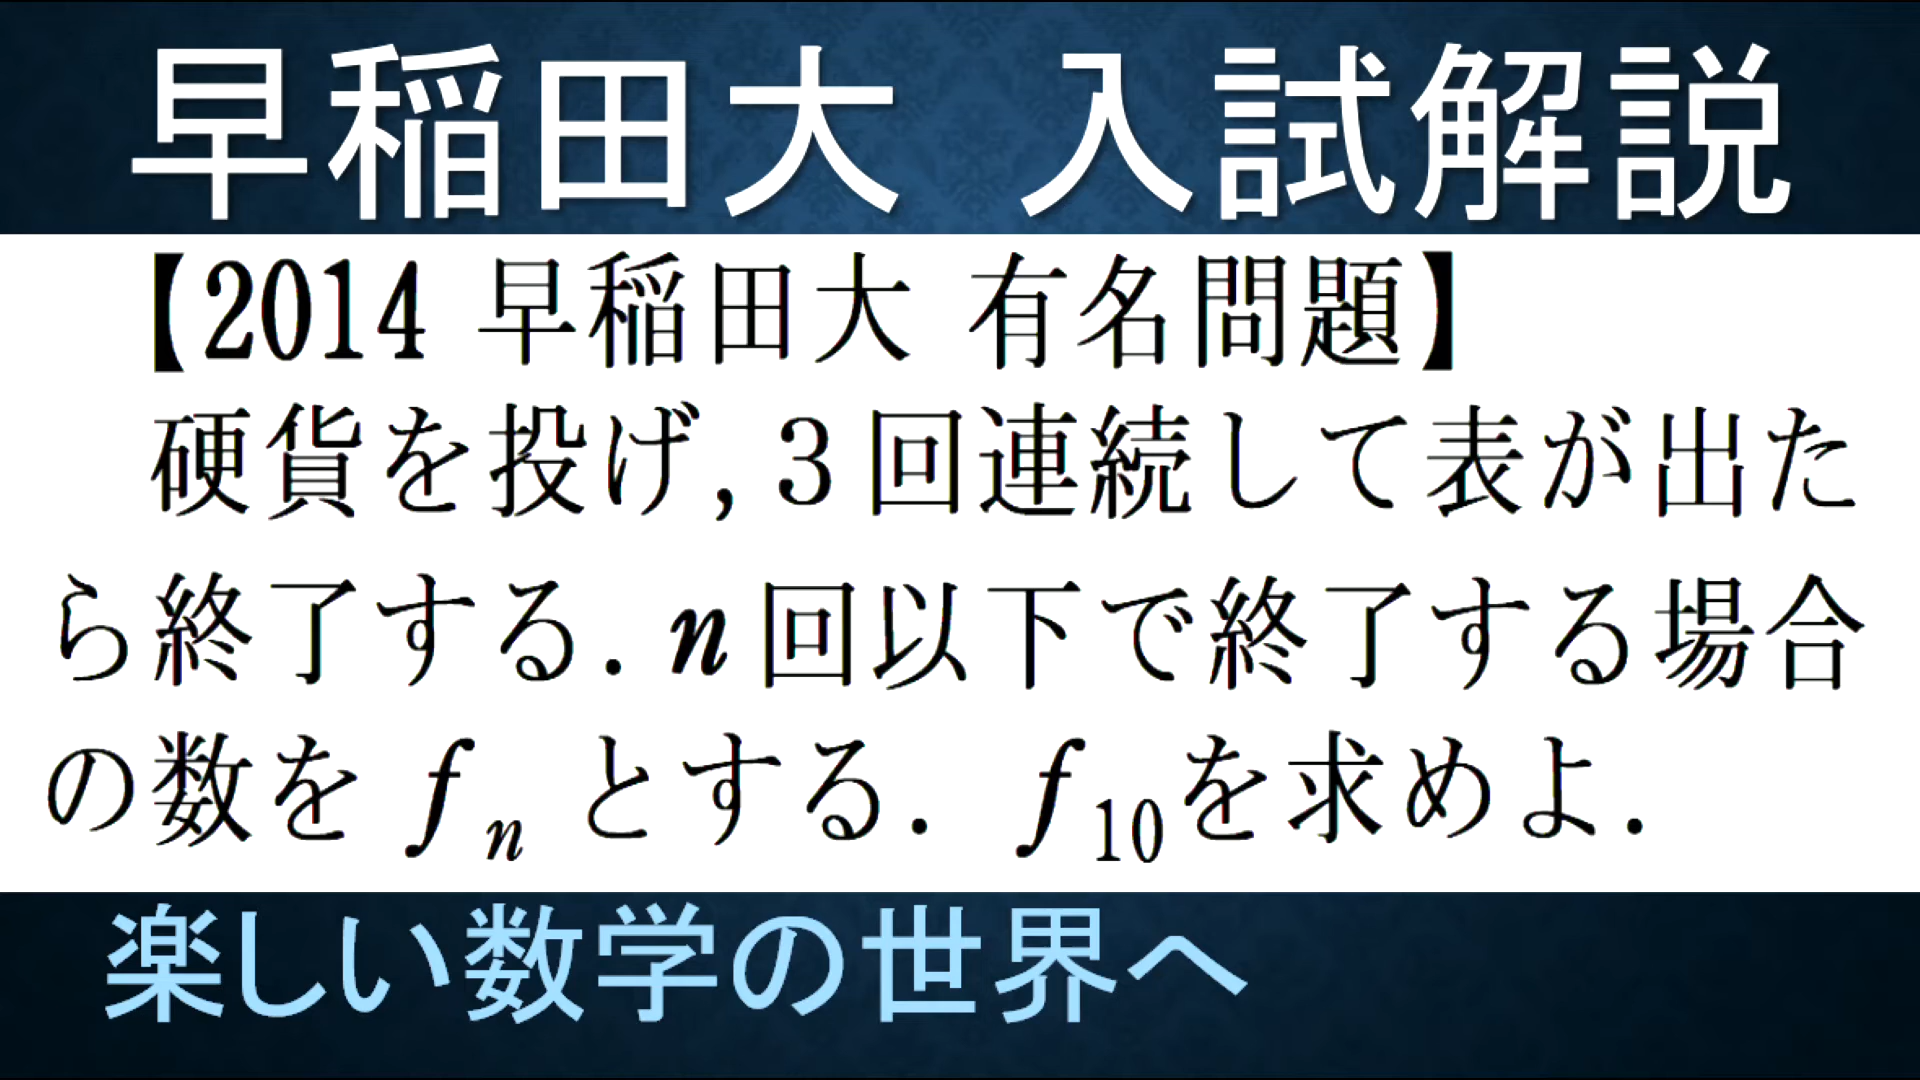 早稲田大 入試解説
【2014 早稲田大 有名問題】
硬貨を投げ,3回連続して表が出た
ら終了する. n回以下で終了する場合
の数を f_n とする. f_10を求めよ.
楽しい数学の世界へ